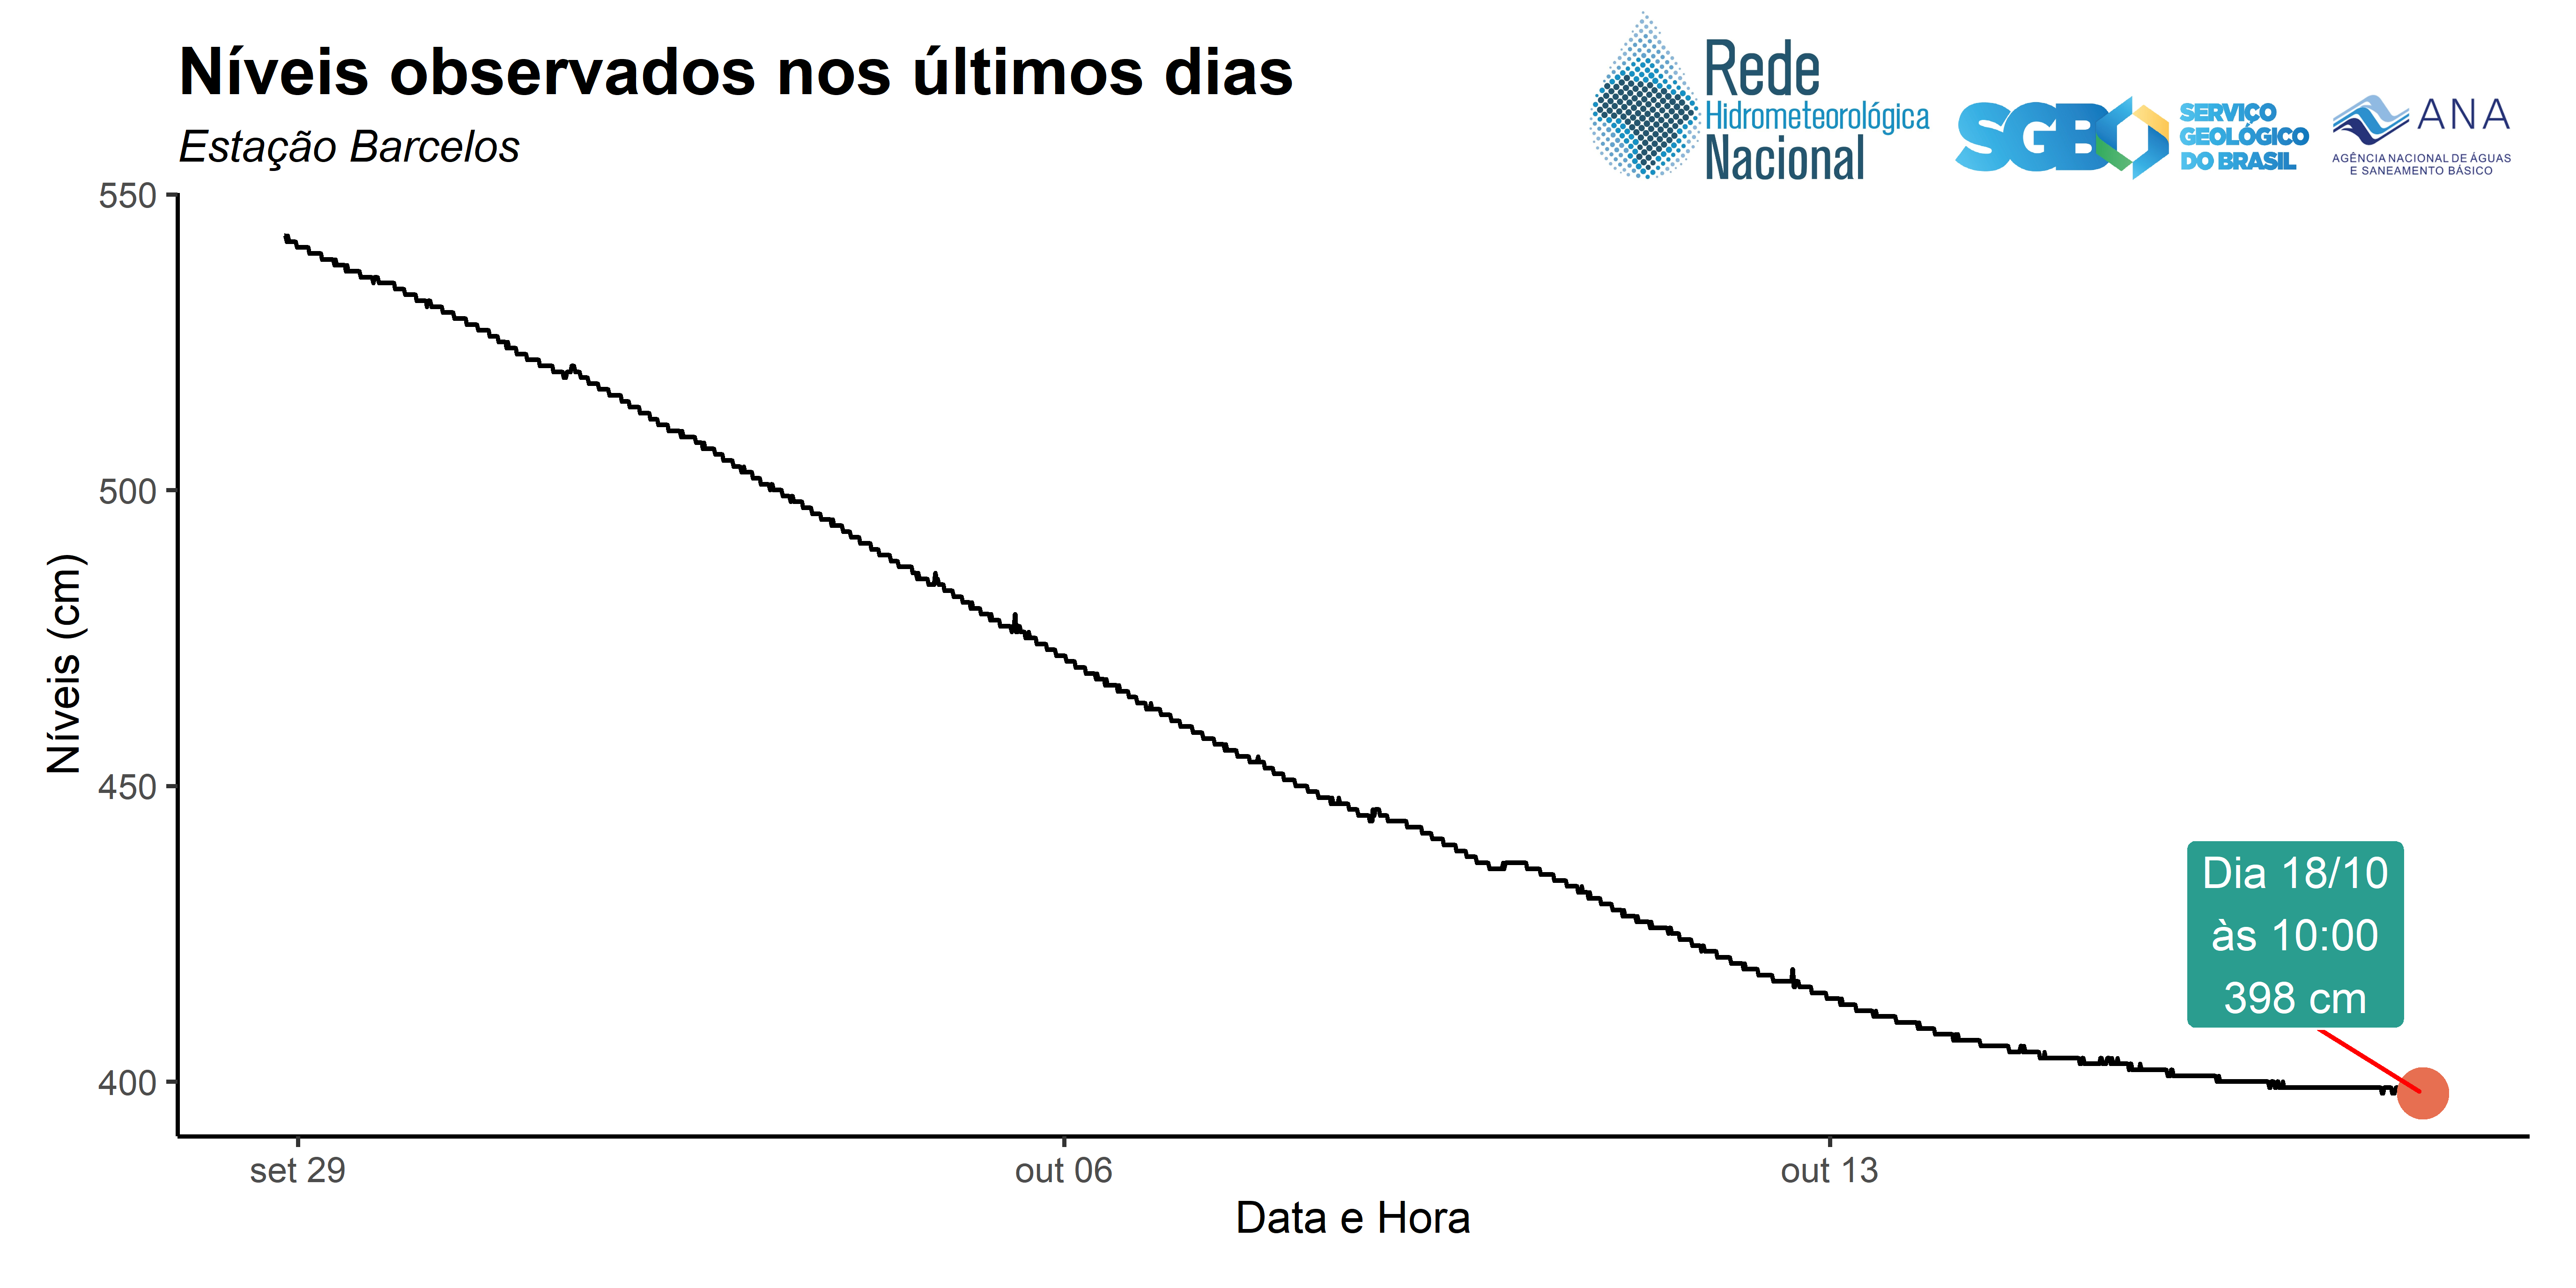 Níveis observados nos últimos dias
Estação Barcelos
Rede
Hidrometeorológica
Nacional
SGB
SERVIÇO
GEOLÓGICO
DO BRASIL
ANA
AGÊNCIA NACIONAL DE ÁGUAS
E SANEAMENTO BÁSICO
Níveis (cm)
550
500
450
400
Dia 18/10
às 10:00
398 cm
set 29
out 06
out 13
Data e Hora